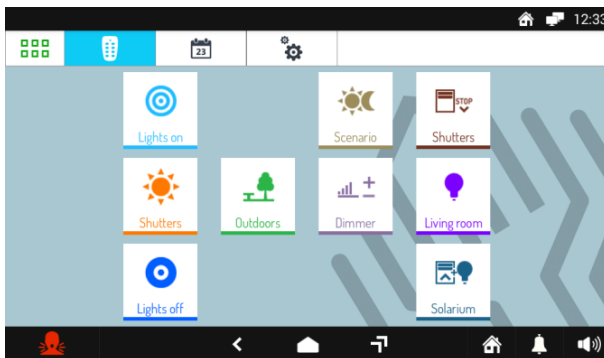 12:33
23
Lights on
Scenario
STOP
Shutters
Shutters
Outdoors
Dimmer
Living room
Lights off
Solarium